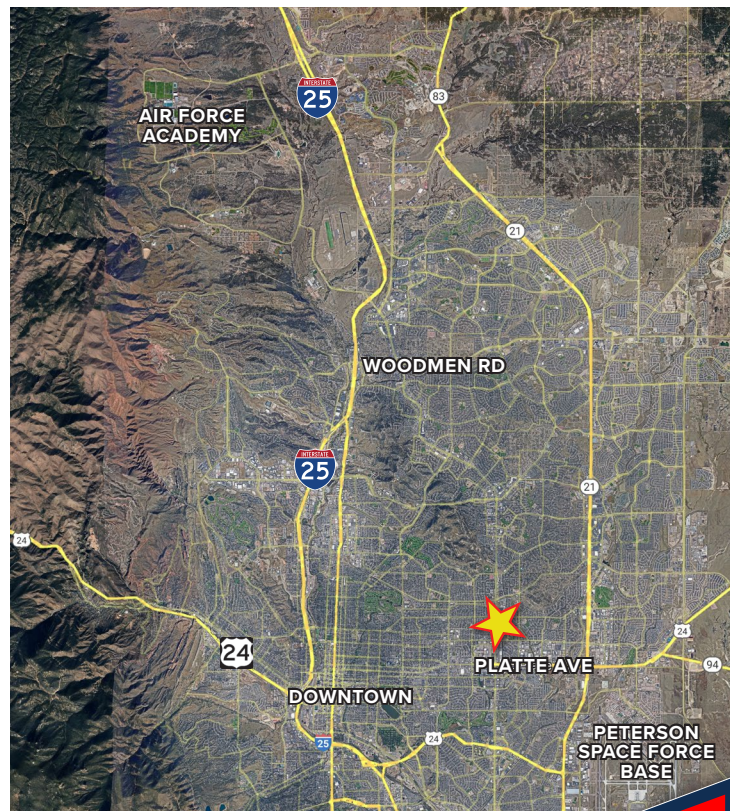 INTERSTATE
25
83
AIR FORCE
ACADEMY
21
WOODMEN RD
INTERSTATE
25
21
24
24
24
PLATTE AVE
94
DOWNTOWN
25
24
PETERSON
SPACE FORCE
BASE